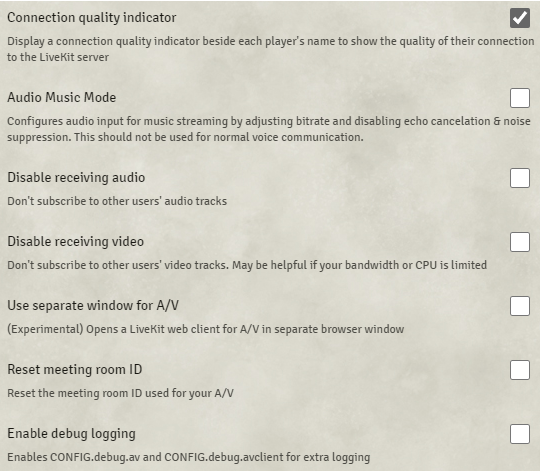 Connection quality indicator
Display a connection quality indicator beside each player's name to show the quality of their connection
to the LiveKit server
Audio Music Mode
Configures audio input for music streaming by adjusting bitrate and disabling echo cancelation & noise
suppression. This should not be used for normal voice communication.
Disable receiving audio
Don't subscribe to other users' audio tracks
Disable receiving video
Don't subscribe to other users' video tracks. May be helpful if your bandwidth or CPU is limited
Use separate window for A/V
(Experimental) Opens a LiveKit web client for A/V in separate browser window
Reset meeting room ID
Reset the meeting room ID used for your A/V
Enable debug logging
Enables CONFIG.debug.av and CONFIG.debug.avclient for extra logging